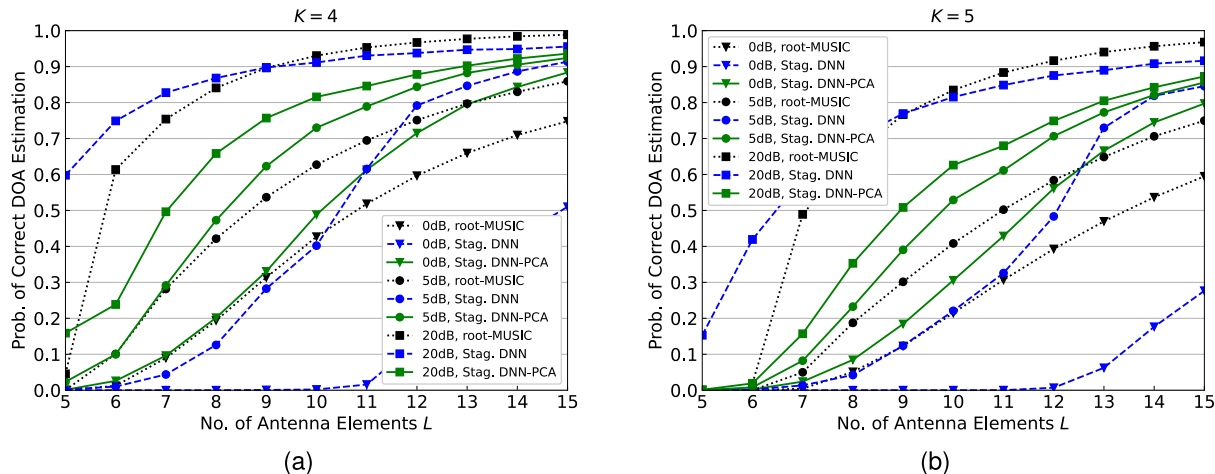 K = 4
Prob. of Correct DOA Estimation
1.0
0.9
0.8
0.7
0.6
0.5
0.4
0.3
0.2
0.1
0.0
0dB, root-MUSIC
0dB, Stag. DNN
0dB, Stag. DNN-PCA
5dB, root-MUSIC
5dB, Stag. DNN
5dB, Stag. DNN-PCA
20dB, root-MUSIC
20dB, Stag. DNN
20dB, Stag. DNN-PCA
5 6 7 8 9 10 11 12 13 14 15
No. of Antenna Elements L
(a)
K = 5
Prob. of Correct DOA Estimation
1.0
0.9
0.8
0.7
0.6
0.5
0.4
0.3
0.2
0.1
0.0
0dB, root-MUSIC
0dB, Stag. DNN
0dB, Stag. DNN-PCA
5dB, root-MUSIC
5dB, Stag. DNN
5dB, Stag. DNN-PCA
20dB, root-MUSIC
20dB, Stag. DNN
20dB, Stag. DNN-PCA
5 6 7 8 9 10 11 12 13 14 15
No. of Antenna Elements L
(b)